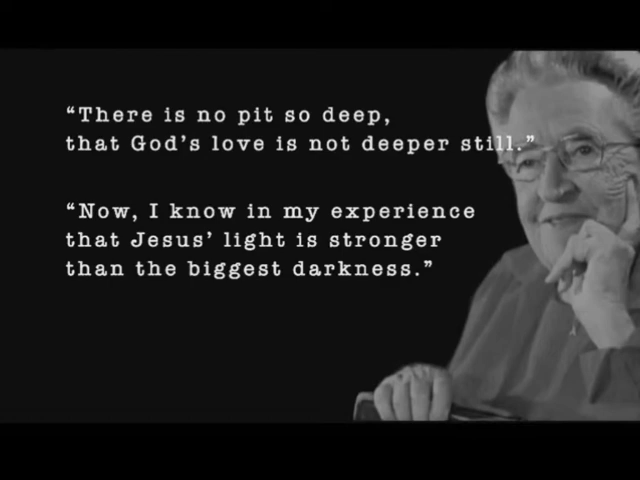 “There is no pit so deep,
that God’s love is not deeper still.”
“Now, I know in my experience
that Jesus’ light is stronger
than the biggest darkness.”